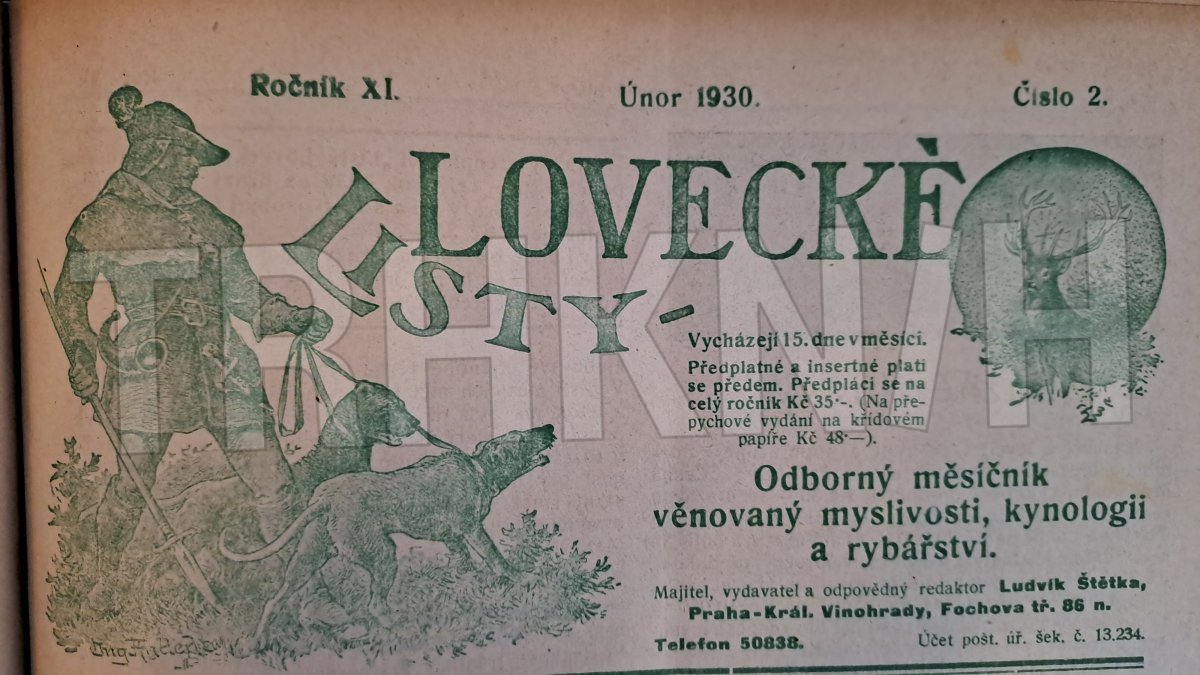 Ročník XI.
Únor 1930.
Číslo 2.
LOVECKÉ
LISTY-
Vycházejí 15. dne v měsíci.
Předplatné a insertné platí
se předem. Předplácí se na
celý ročník Kč 35·-. (Na pře-
pychové vydání na křídovém
papíře Kč 48·—).
Odborný měsíčník
věnovaný myslivosti, kynologii
a rybářství.
Majitel, vydavatel a odpovědný redaktor Ludvík Štětka,
Praha-Král. Vinohrady, Fochova tř. 86 n.
Telefon 50838.
Účet pošt. úř. šek. č. 13.234.